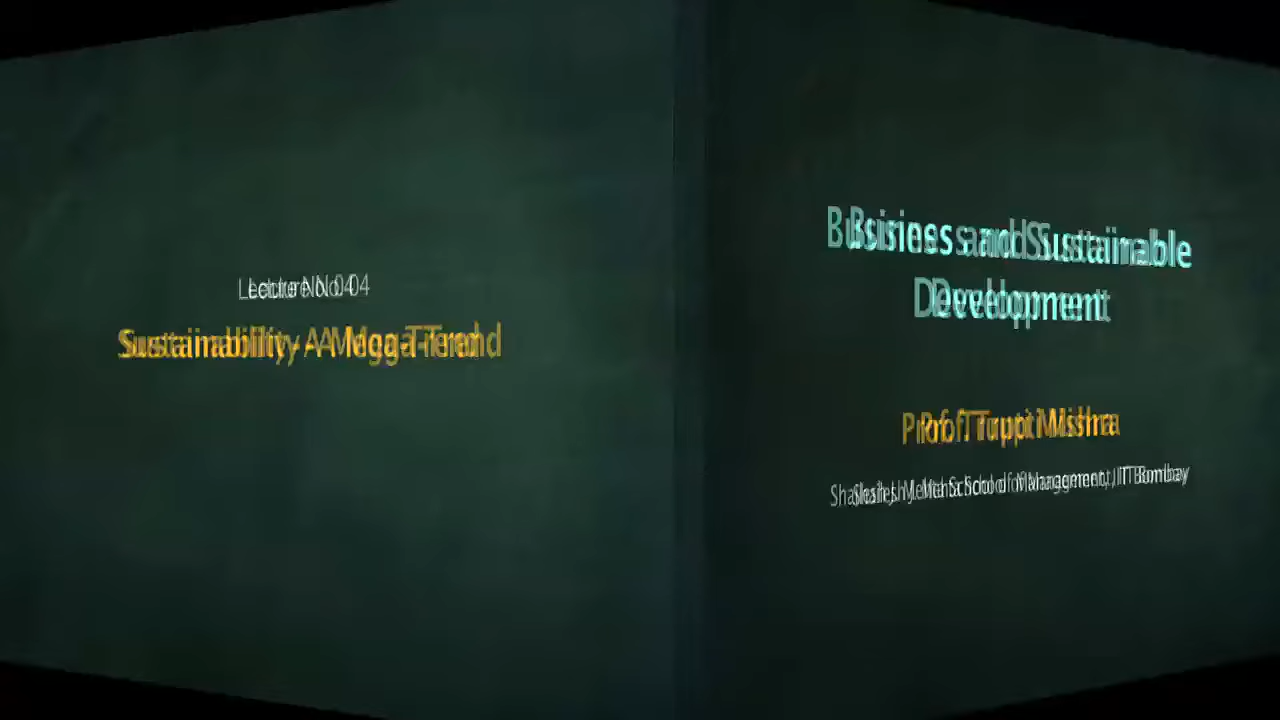 Lecture No. 04
Sustainability - A Mega-Trend
Business and Sustainable
Development
Prof. Trupti Mishra
Shailesh J. Mehta School of Management, IIT Bombay